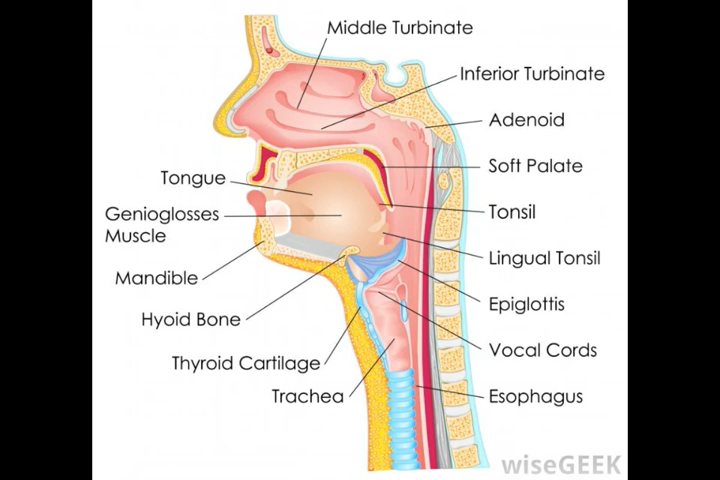 Middle Turbinate
Inferior Turbinate
Adenoid
Soft Palate
Tongue
Tonsil
Genioglosses
Muscle
Lingual Tonsil
Mandible
Epiglottis
Hyoid Bone
Vocal Cords
Thyroid Cartilage
Trachea
Esophagus
wiseGEEK